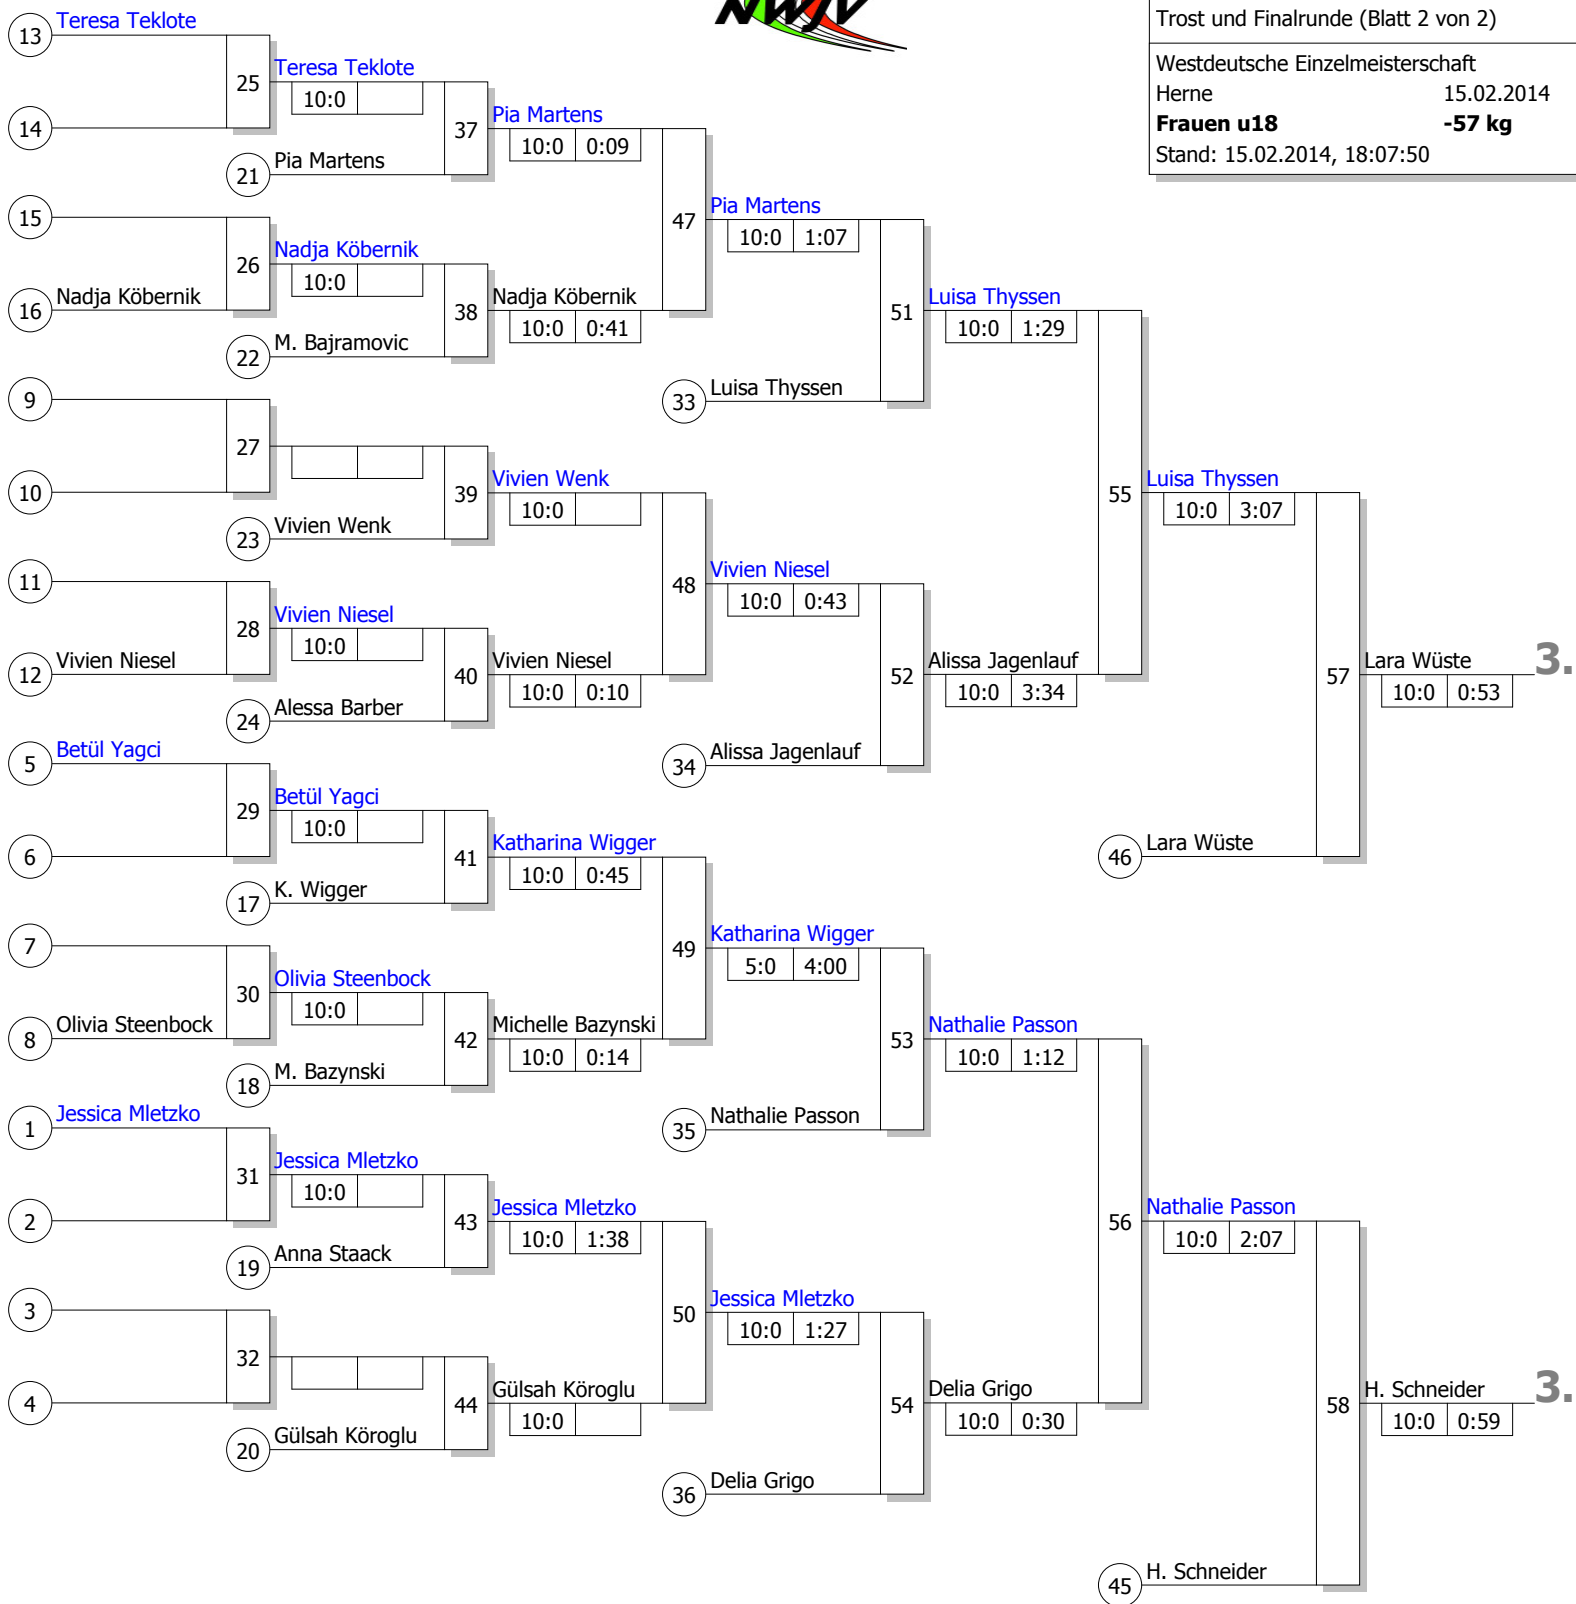 NWJV
Trost und Finalrunde (Blatt 2 von 2)
Westdeutsche Einzelmeisterschaft
Herne 15.02.2014
Frauen u18 -57 kg
Stand: 15.02.2014, 18:07:50
13 Teresa Teklote
25 Teresa Teklote
10:0
14
37 Pia Martens
10:0 0:09
21 Pia Martens
15
47 Pia Martens
10:0 1:07
26 Nadja Köbernik
10:0
16 Nadja Köbernik
38 Nadja Köbernik
10:0 0:41
22 M. Bajramovic
51 Luisa Thyssen
10:0 1:29
33 Luisa Thyssen
9
27
10
39 Vivien Wenk
10:0
23 Vivien Wenk
55 Luisa Thyssen
10:0 3:07
11
48 Vivien Niesel
10:0 0:43
28 Vivien Niesel
10:0
12 Vivien Niesel
40 Vivien Niesel
10:0 0:10
24 Alessa Barber
52 Alissa Jagenlauf
10:0 3:34
34 Alissa Jagenlauf
57 Lara Wüste 3.
10:0 0:53
5 Betül Yagci
29 Betül Yagci
10:0
6
41 Katharina Wigger
10:0 0:45
46 Lara Wüste
17 K. Wigger
7
49 Katharina Wigger
5:0 4:00
30 Olivia Steenbock
10:0
8 Olivia Steenbock
42 Michelle Bazynski
10:0 0:14
18 M. Bazynski
53 Nathalie Passon
10:0 1:12
35 Nathalie Passon
1 Jessica Mletzko
31 Jessica Mletzko
10:0
2
43 Jessica Mletzko
10:0 1:38
19 Anna Staack
56 Nathalie Passon
10:0 2:07
3
50 Jessica Mletzko
10:0 1:27
32
4
44 Gülsah Köroglu
10:0
20 Gülsah Köroglu
54 Delia Grigo
10:0 0:30
36 Delia Grigo
58 H. Schneider 3.
10:0 0:59
45 H. Schneider